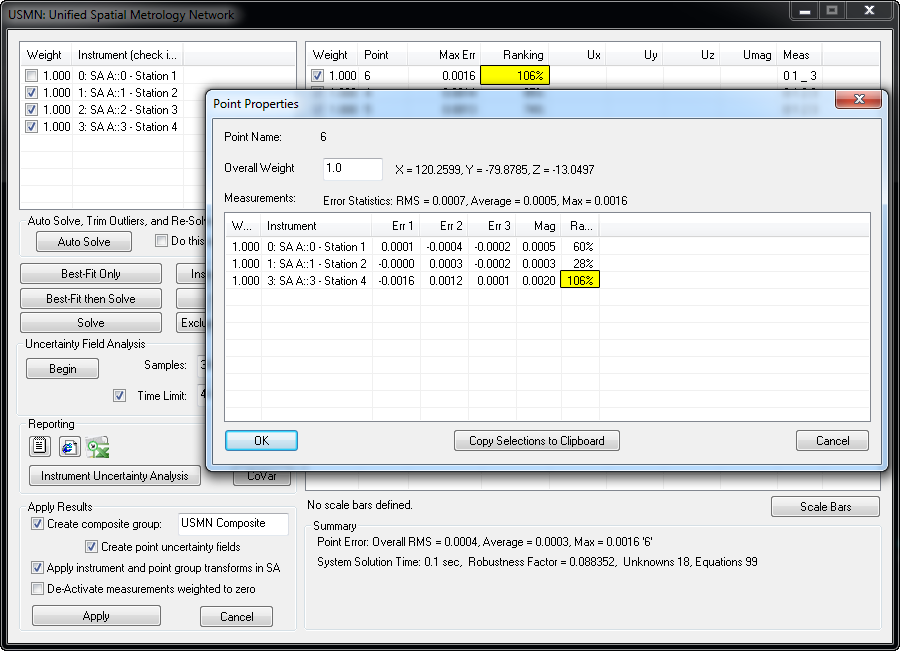 USMN: Unified Spatial Metrology Network
Weight Instrument (check i...
1.000 0: SA A::0 - Station 1
1.000 1: SA A::1 - Station 2
1.000 2: SA A::2 - Station 3
1.000 3: SA A::3 - Station 4
Weight Point Max Err Ranking Ux Uy Uz Umag Meas
1.000 6 0.0016 106% 0 1 _ 3
Auto Solve, Trim Outliers, and Re-Sol
Auto Solve Do this
Best-Fit Only Ins
Best-Fit then Solve
Solve Exclu
Uncertainty Field Analysis
Begin Samples: 3
Time Limit: 4
Reporting
Instrument Uncertainty Analysis CoVar
Apply Results
Create composite group: USMN Composite
Create point uncertainty fields
Apply instrument and point group transforms in SA
De-Activate measurements weighted to zero
Apply Cancel
Point Properties
Point Name: 6
Overall Weight 1.0 X = 120.2599, Y = -79.8785, Z = -13.0497
Measurements: Error Statistics: RMS = 0.0007, Average = 0.0005, Max = 0.0016
W... Instrument Err 1 Err 2 Err 3 Mag Ra...
1.000 0: SA A::0 - Station 1 0.0001 -0.0004 -0.0002 0.0005 60%
1.000 1: SA A::1 - Station 2 -0.0000 0.0003 -0.0002 0.0003 28%
1.000 3: SA A::3 - Station 4 -0.0016 0.0012 0.0001 0.0020 106%
OK Copy Selections to Clipboard Cancel
No scale bars defined. Scale Bars
Summary
Point Error: Overall RMS = 0.0004, Average = 0.0003, Max = 0.0016 '6'
System Solution Time: 0.1 sec, Robustness Factor = 0.088352, Unknowns 18, Equations 99